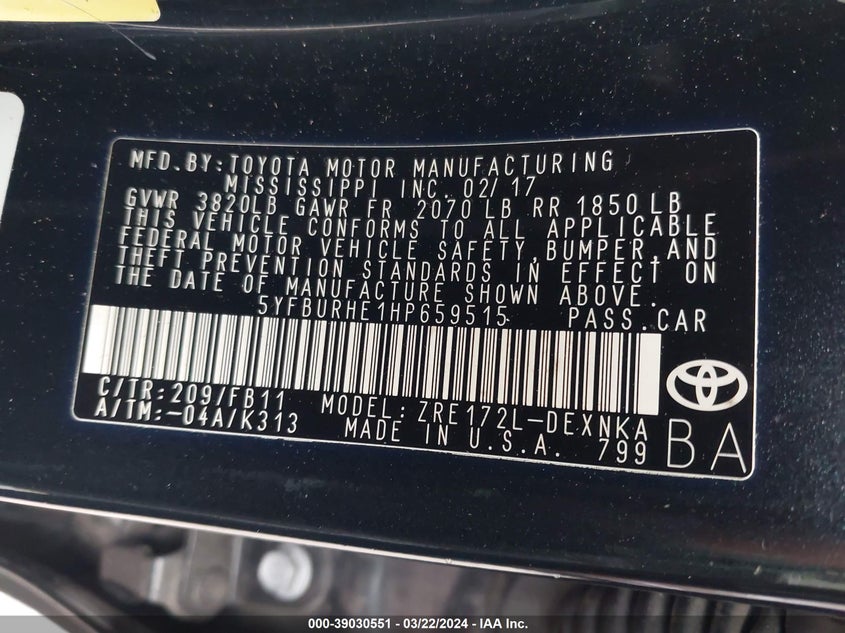 MFD.BY:TOYOTA MOTOR MANUFACTURING
MISSISSIPPI INC. 02/17
GVWR 3820LB GAWR FR 2070 LB RR 1850 LB
THIS VEHICLE CONFORMS TO ALL APPLICABLE
FEDERAL MOTOR VEHICLE SAFETY,BUMPER,AND
THEFT PREVENTION STANDARDS IN EFFECT ON
THE DATE OF MANUFACTURE SHOWN ABOVE.
5YFBURHE1HP659515 PASS.CAR
C/TR:209/FB11 MODEL:ZRE172L-DEXNKA
A/TM:-04A/K313 MADE IN U.S.A. 799 BA
000-39030551 / 03/22/2024 - IAA Inc.